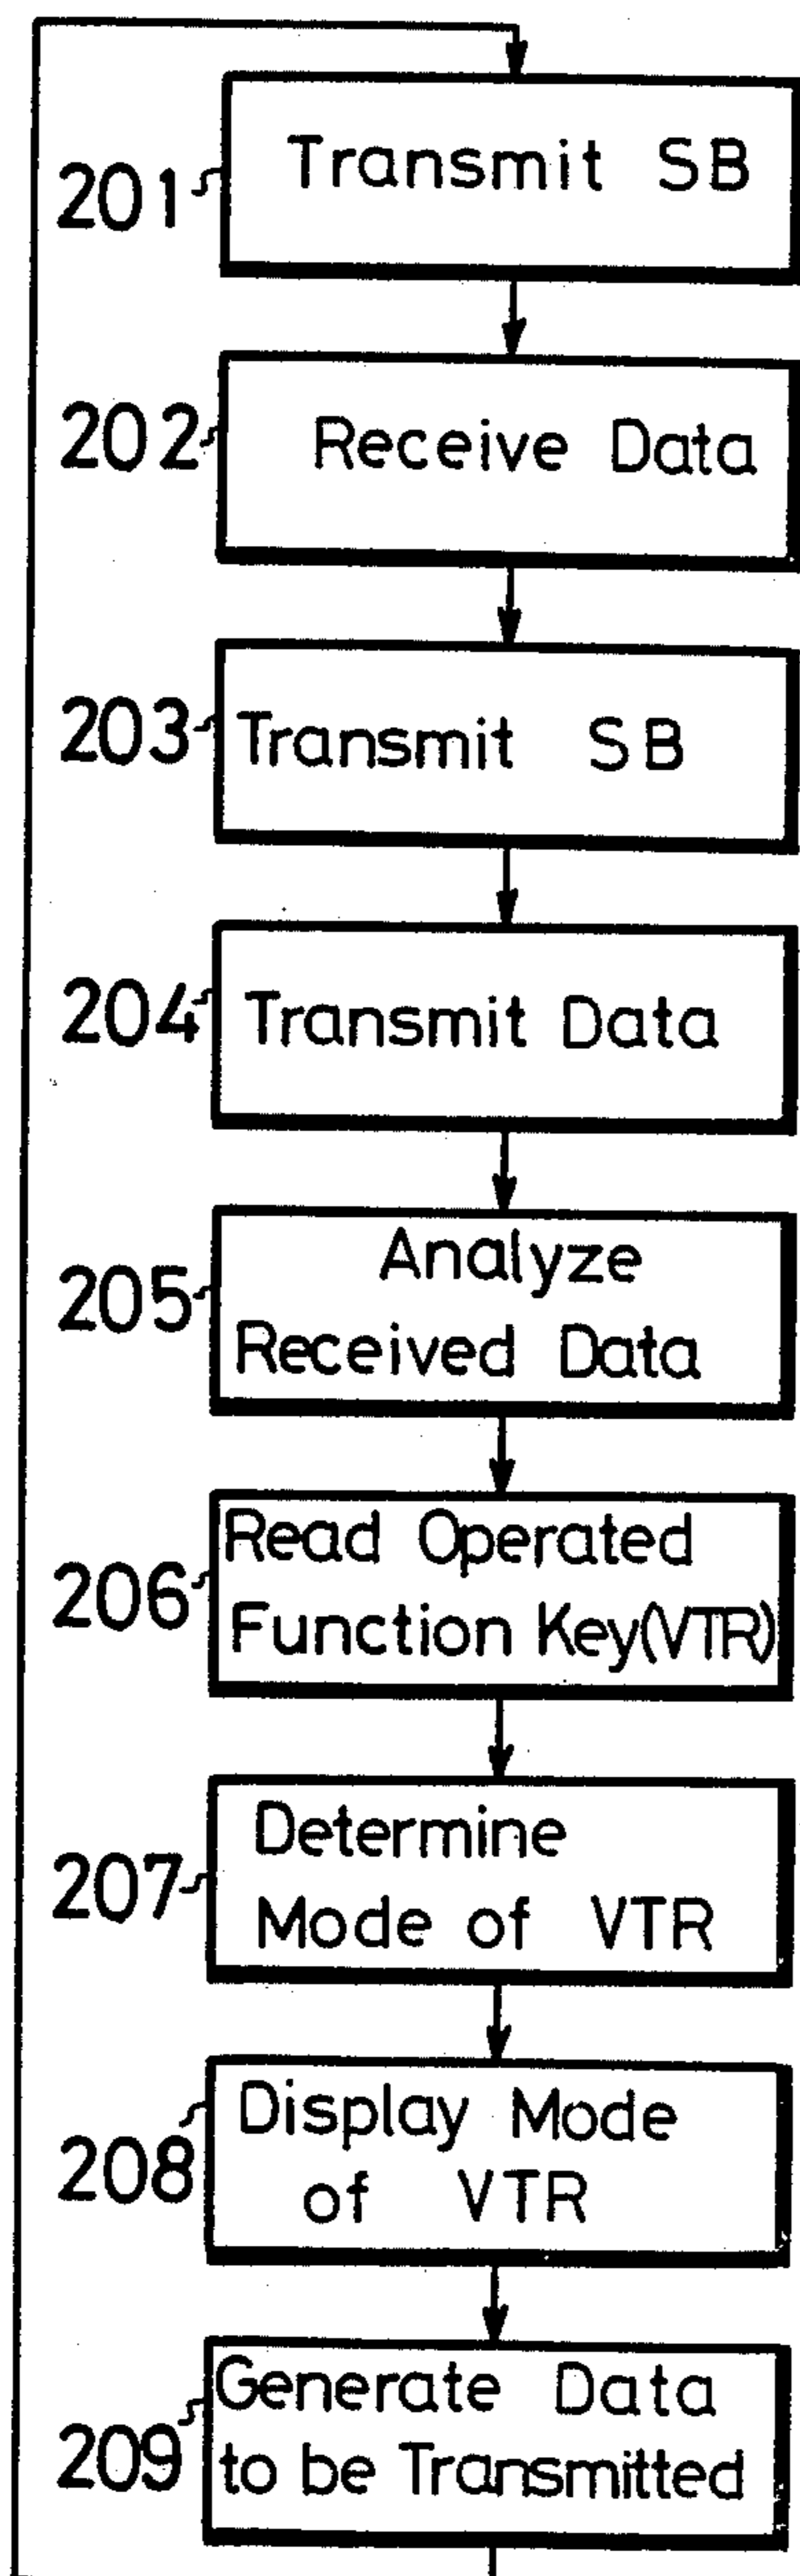 201
Transmit SB
202
Receive Data
203
Transmit SB
204
Transmit Data
205
Analyze
Received Data
206
Read Operated
Function Key(VTR)
207
Determine
Mode of VTR
208
Display Mode
of VTR
209
Generate Data
to be Transmitted